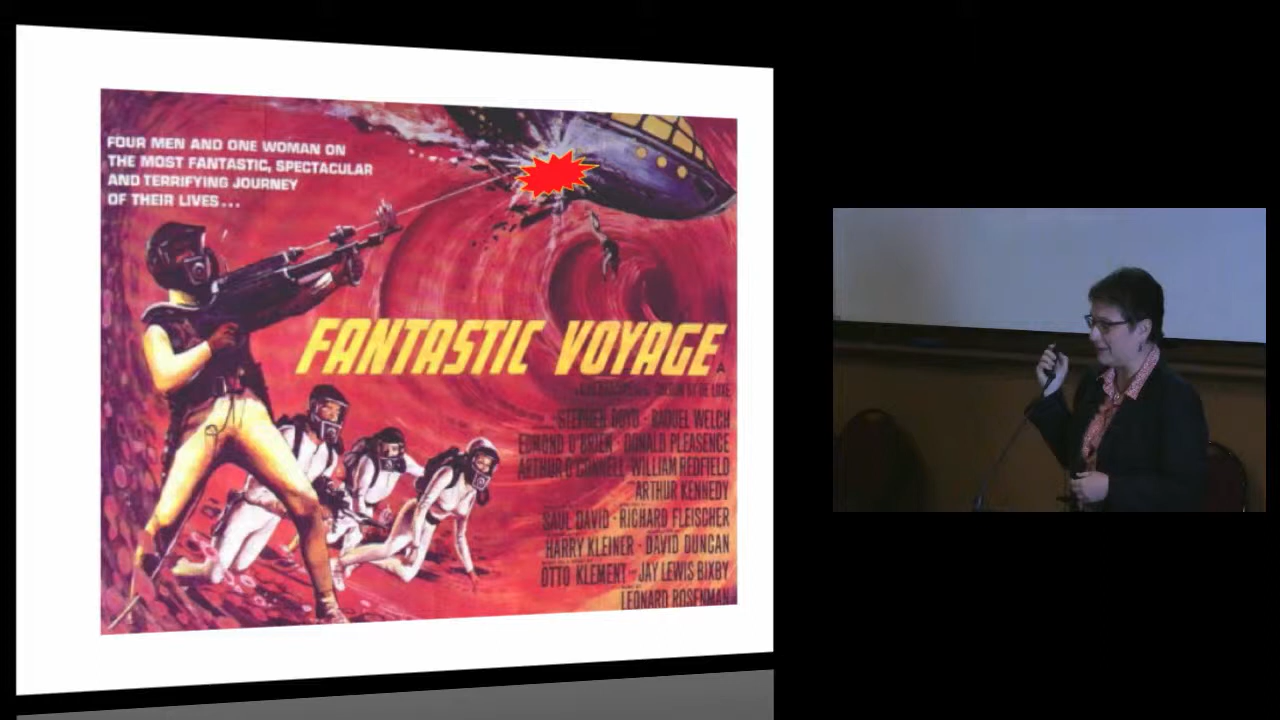 FOUR MEN AND ONE WOMAN ON
THE MOST FANTASTIC, SPECTACULAR
AND TERRIFYING JOURNEY
OF THEIR LIVES...
FANTASTIC VOYAGE
A
STEPHEN BOYD · RAQUEL WELCH
EDMOND O'BRIEN · DONALD PLEASENCE
ARTHUR O'CONNELL · WILLIAM REDFIELD
ARTHUR KENNEDY
SAUL DAVID · RICHARD FLEISCHER
HARRY KLEINER · DAVID DUNCAN
OTTO KLEMENT JAY LEWIS BIXBY
LEONARD ROSENMAN